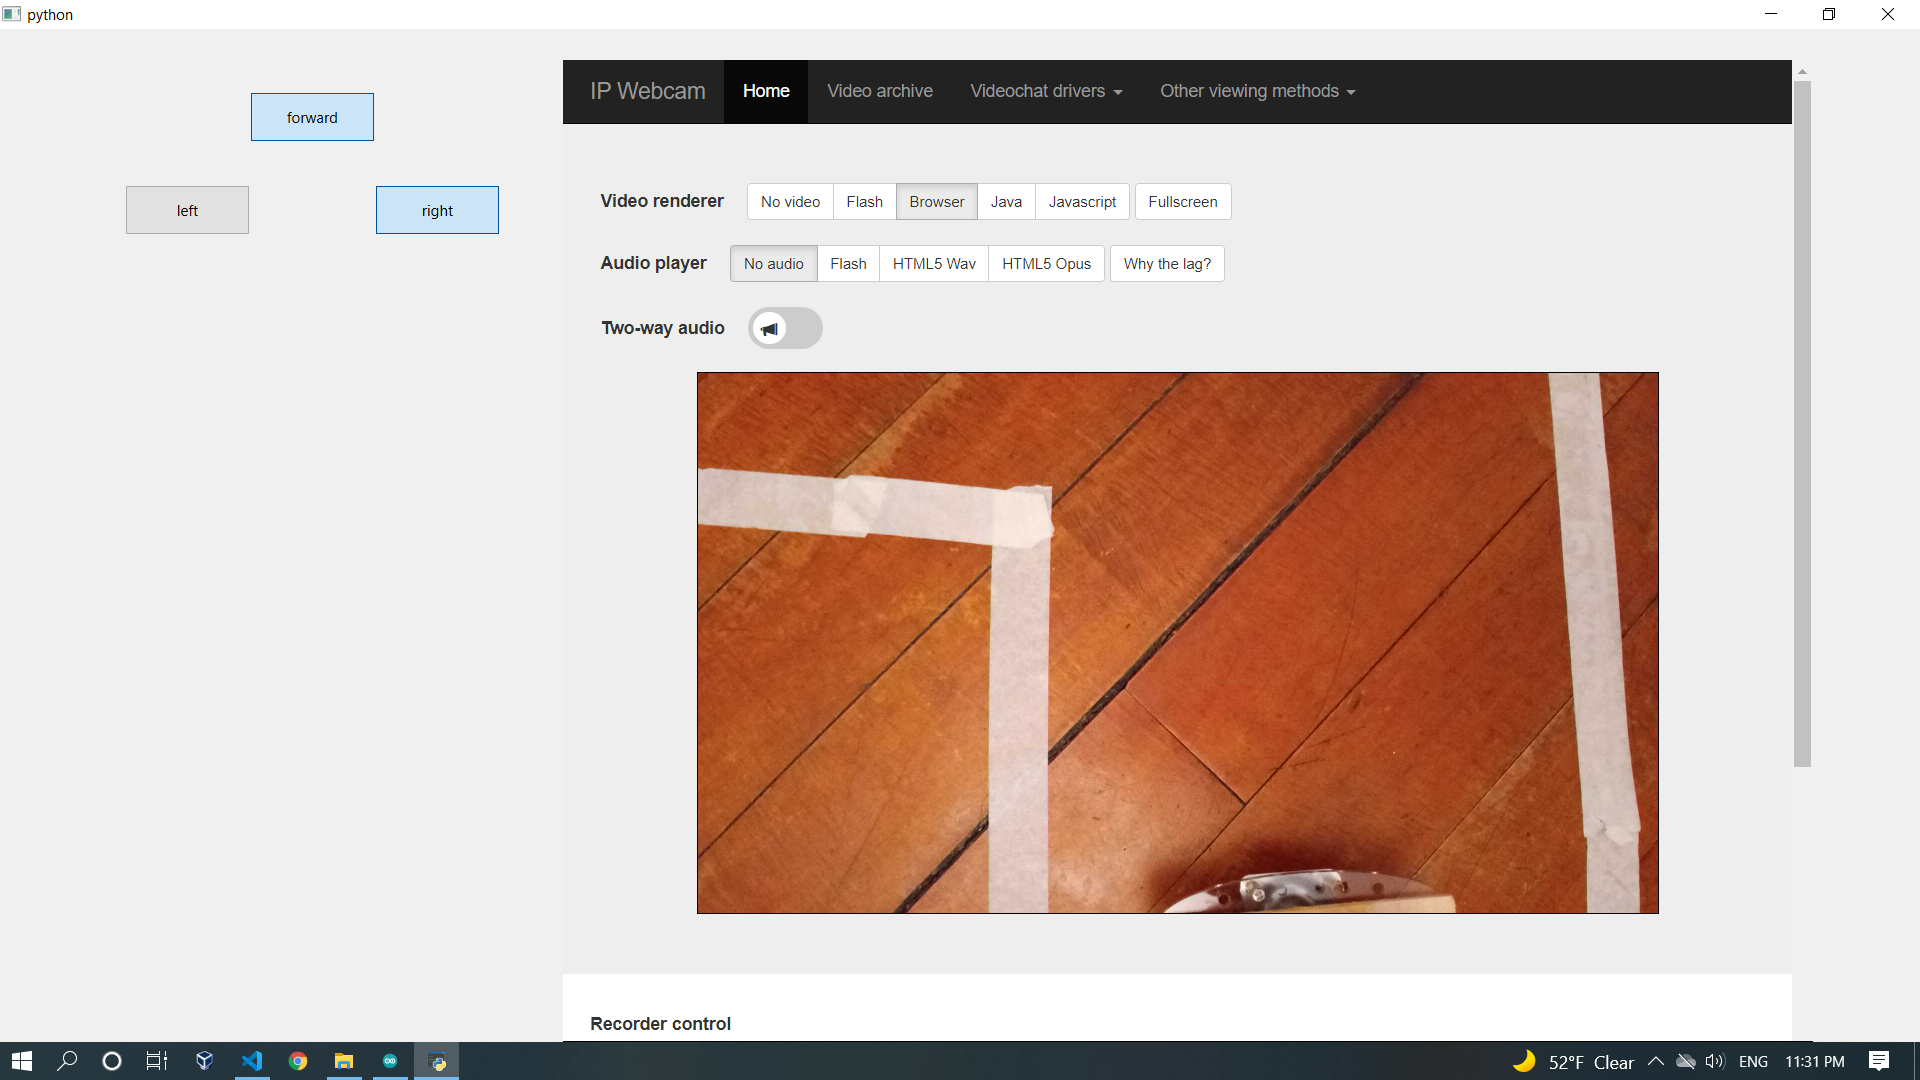 python
forward
left
right
IP Webcam Home Video archive Videochat drivers Other viewing methods
Video renderer No video Flash Browser Java Javascript Fullscreen
Audio player No audio Flash HTML5 Wav HTML5 Opus Why the lag?
Two-way audio
Recorder control
52°F Clear ENG 11:31 PM